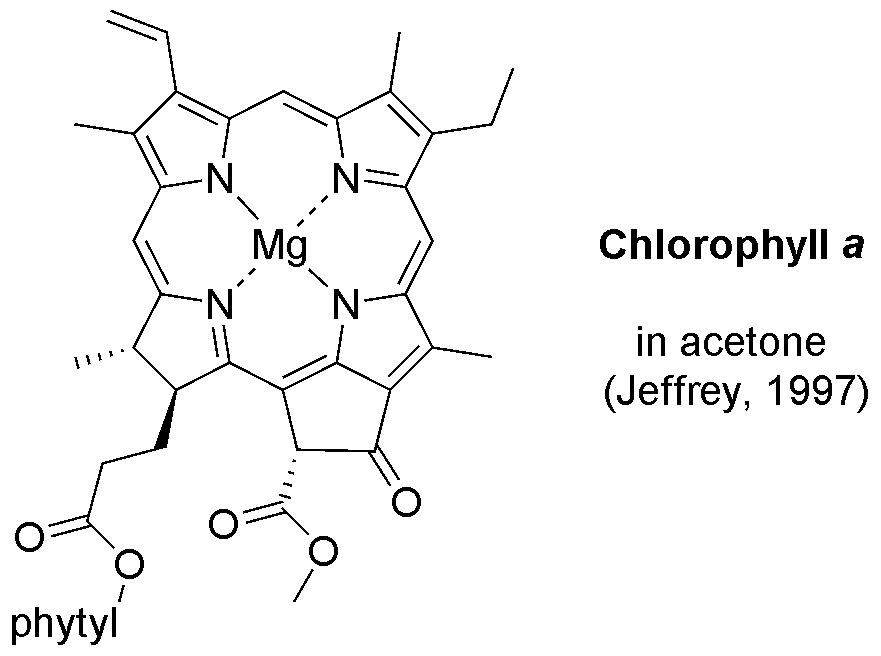 N
N
Mg
Chlorophyll a
N
N
in acetone
(Jeffrey, 1997)
O
O
O
O
O
phytyl